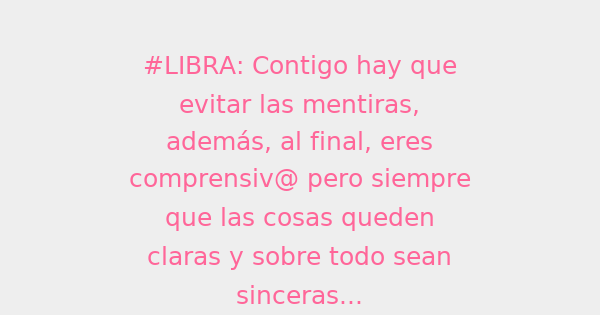 #LIBRA: Contigo hay que
evitar las mentiras,
además, al final, eres
comprensiv@ pero siempre
que las cosas queden
claras y sobre todo sean
sinceras...